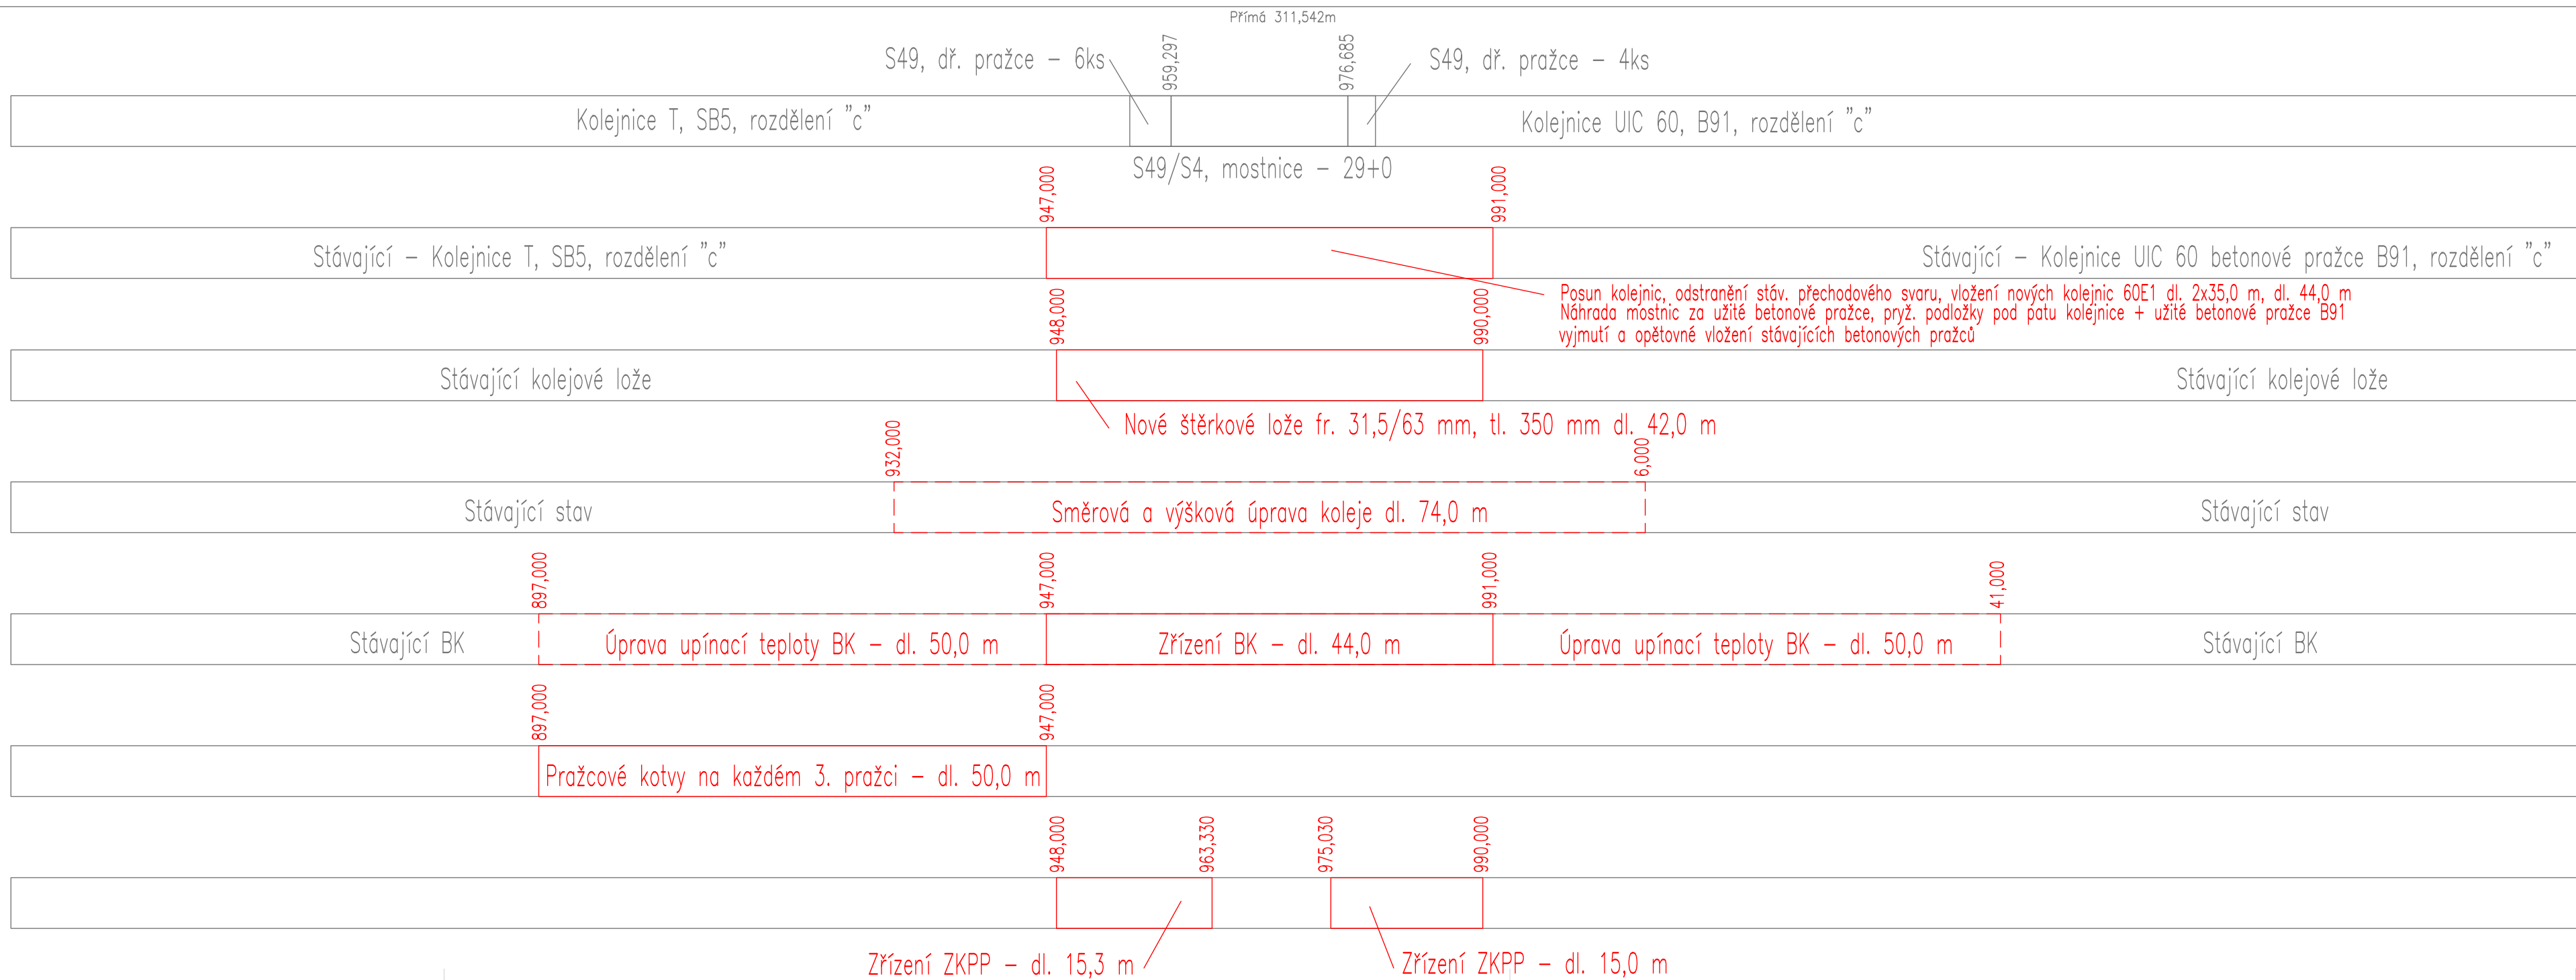 Přímá 311,542m
S49, dř. pražce – 6ks
959,297
976,685
S49, dř. pražce – 4ks
Kolejnice T, SB5, rozdělení "c"
Kolejnice UIC 60, B91, rozdělení "c"
S49/S4, mostnice – 29+0
947,000
991,000
Stávající – Kolejnice T, SB5, rozdělení "c"
Stávající – Kolejnice UIC 60 betonové pražce B91, rozdělení "c"
Posun kolejnic, odstranění stáv. přechodového svaru, vložení nových kolejnic 60E1 dl. 2x35,0 m, dl. 44,0 m
Náhrada mostnic za užité betonové pražce, pryž. podložky pod patu kolejnice + užité betonové pražce B91
vyjmutí a opětovné vložení stávajících betonových pražců
948,000
990,000
Stávající kolejové lože
Stávající kolejové lože
Nové štěrkové lože fr. 31,5/63 mm, tl. 350 mm dl. 42,0 m
932,000
6,000
Stávající stav
Směrová a výšková úprava koleje dl. 74,0 m
Stávající stav
897,000
947,000
991,000
41,000
Stávající BK
Úprava upínací teploty BK – dl. 50,0 m
Zřízení BK – dl. 44,0 m
Úprava upínací teploty BK – dl. 50,0 m
Stávající BK
897,000
947,000
Pražcové kotvy na každém 3. pražci – dl. 50,0 m
948,000
963,330
975,030
990,000
Zřízení ZKPP – dl. 15,3 m
Zřízení ZKPP – dl. 15,0 m